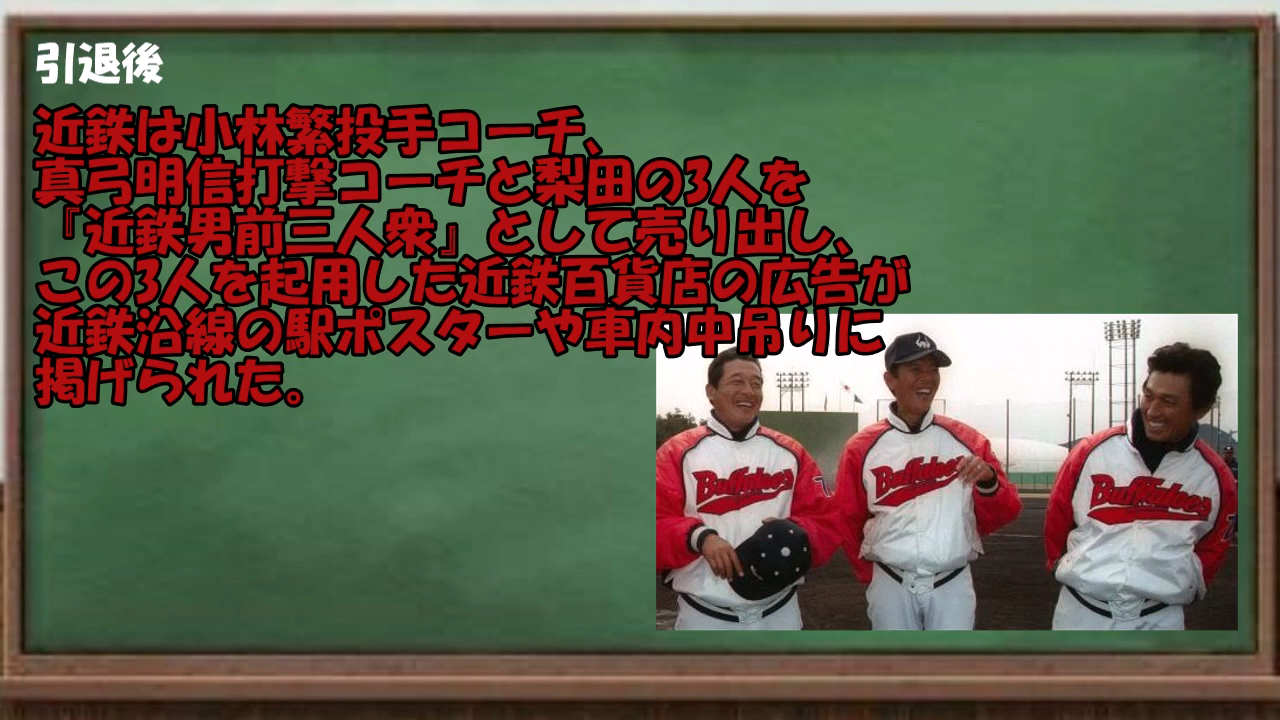 引退後
近鉄は小林繁投手コーチ、
真弓明信打撃コーチと梨田の3人を
『近鉄男前三人衆』として売り出し、
この3人を起用した近鉄百貨店の広告が
近鉄沿線の駅ポスターや車内中吊りに
掲げられた。
Buffaloes
Buffaloes
Buffaloes